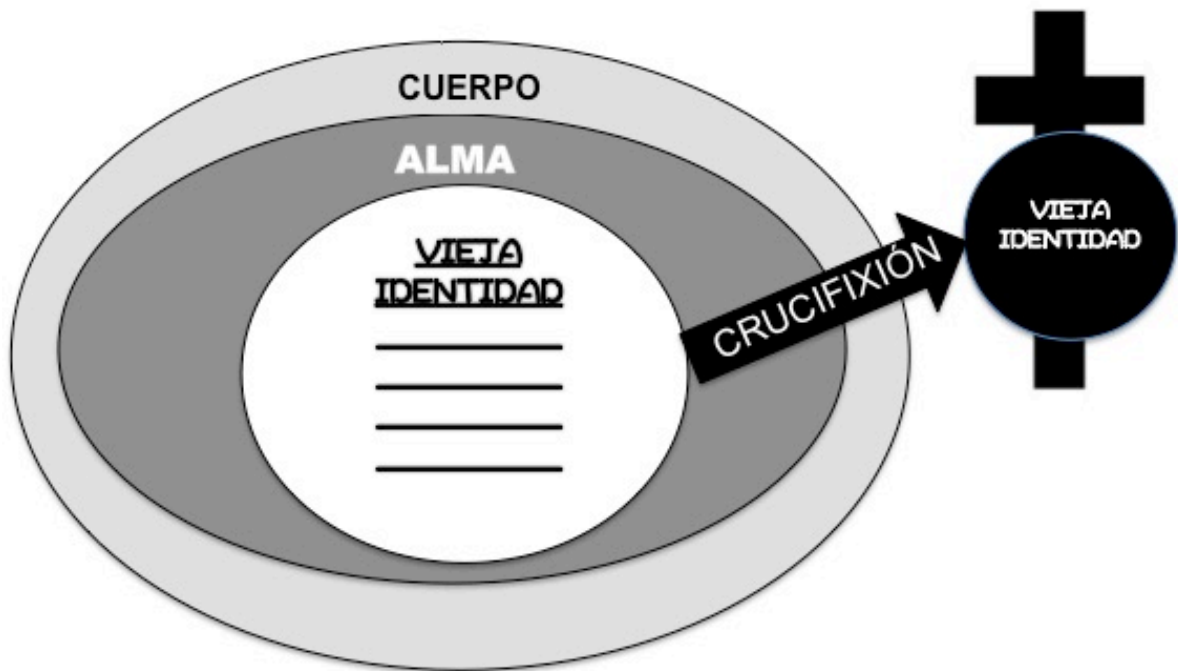 CUERPO
ALMA
VIEJA
IDENTIDAD
CRUCIFIXIÓN
VIEJA
IDENTIDAD